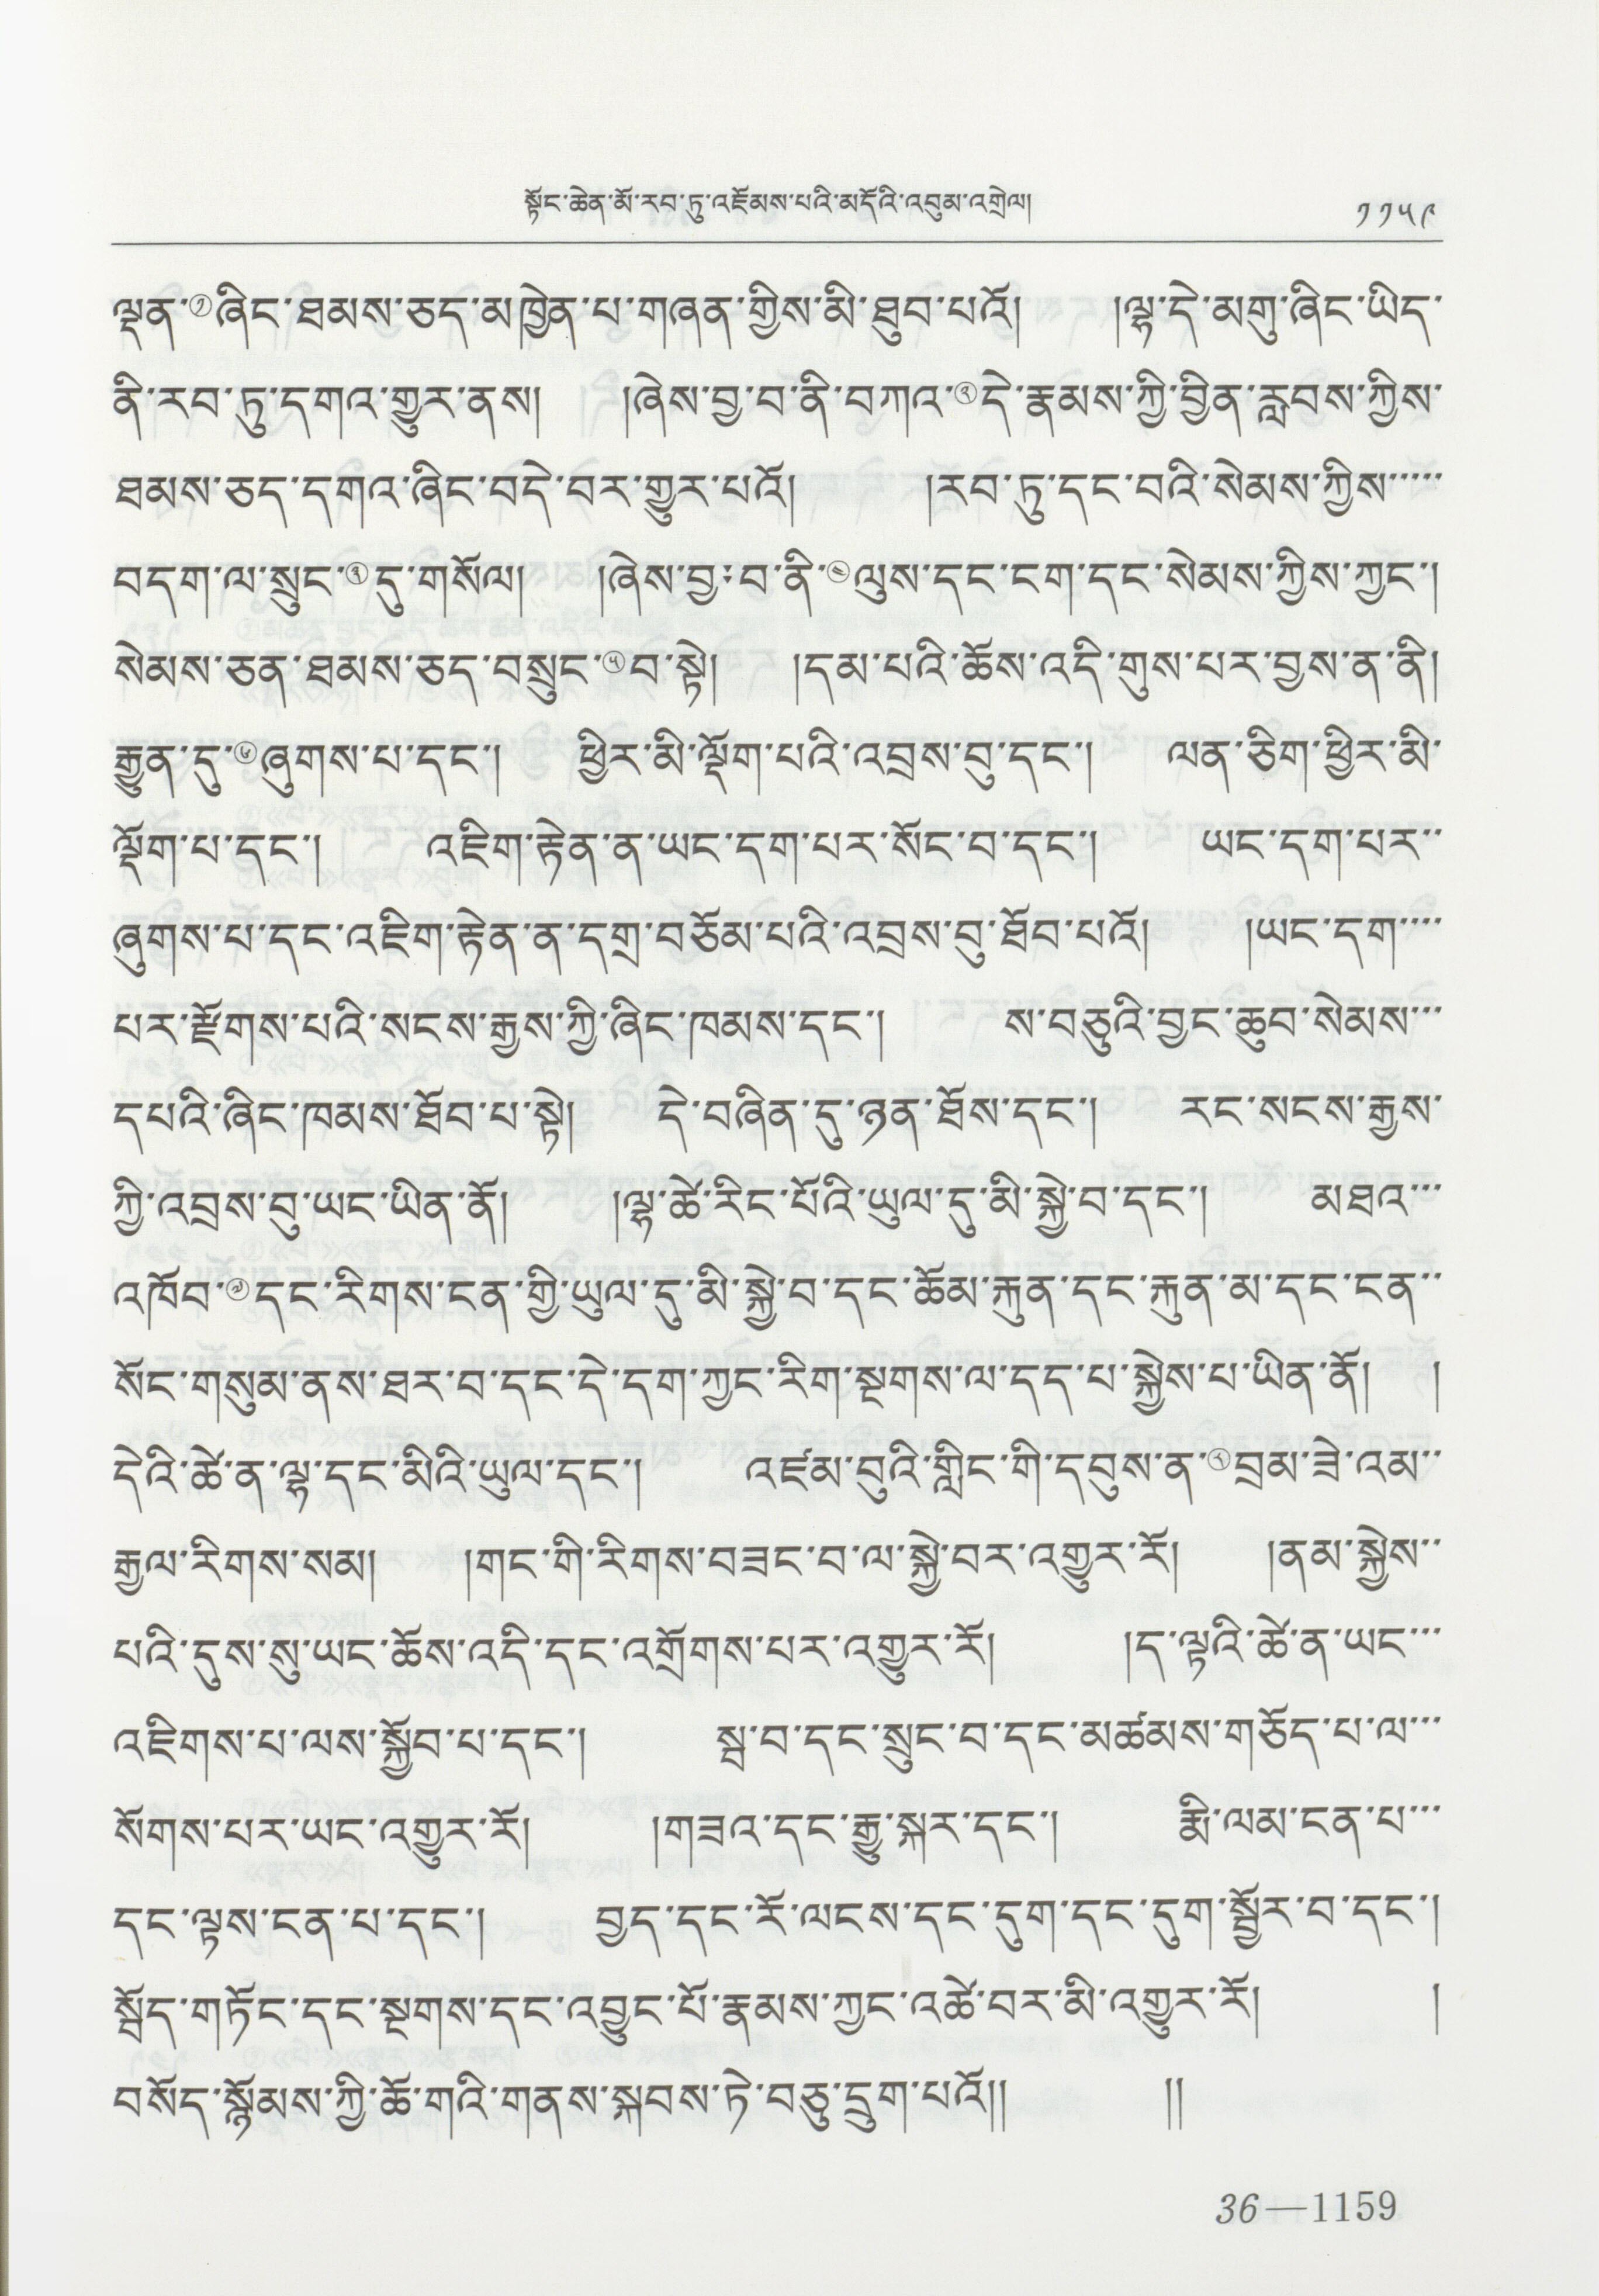 སྟོང་ཆེན་མོ་རབ་ཏུ་འཇོམས་པའི་མདོའི་འབུམ་འགྲེལ། ༡༡༥༩
ལྡན་①ཞིང་ཐམས་ཅད་མཁྱེན་པ་གཞན་གྱིས་མི་ཐུབ་པའོ། །ལྷ་དེ་མགུ་ཞིང་ཡིད་
ནི་རབ་ཏུ་དགའ་གྱུར་ནས། །ཞེས་བྱ་བ་ནི་བཀའ་②དེ་རྣམས་ཀྱི་བྱིན་རླབས་ཀྱིས་
ཐམས་ཅད་དགའ་ཞིང་བདེ་བར་གྱུར་པའོ། །རབ་ཏུ་དང་བའི་སེམས་ཀྱིས་····
བདག་ལ་སྲུང་③དུ་གསོལ། །ཞེས་བྱ་བ་ནི་④ལུས་དང་ངག་དང་སེམས་ཀྱིས་ཀྱང་།
སེམས་ཅན་ཐམས་ཅད་བསྲུང་⑤བ་སྟེ། །དམ་པའི་ཆོས་འདི་གུས་པར་བྱས་ན་ནི།
རྒྱུན་དུ་⑥ཞུགས་པ་དང་། ཕྱིར་མི་ལྡོག་པའི་འབྲས་བུ་དང་། ལན་ཅིག་ཕྱིར་མི་
ལྡོག་པ་དང་། འཇིག་རྟེན་ན་ཡང་དག་པར་སོང་བ་དང་། ཡང་དག་པར་·
ཞུགས་པ་དང་འཇིག་རྟེན་ན་དགྲ་བཅོམ་པའི་འབྲས་བུ་ཐོབ་པའོ། །ཡང་དག་···
པར་རྫོགས་པའི་སངས་རྒྱས་ཀྱི་ཞིང་ཁམས་དང་། ས་བཅུའི་བྱང་ཆུབ་སེམས་··
དཔའི་ཞིང་ཁམས་ཐོབ་པ་སྟེ། དེ་བཞིན་དུ་ཉན་ཐོས་དང་། རང་སངས་རྒྱས་
ཀྱི་འབྲས་བུ་ཡང་ཡིན་ནོ། །ལྷ་ཚེ་རིང་པོའི་ཡུལ་དུ་མི་སྐྱེ་བ་དང་། མཐའ་··
འཁོབ་⑦དང་རིགས་ངན་གྱི་ཡུལ་དུ་མི་སྐྱེ་བ་དང་ཆོམ་རྐུན་དང་རྐུན་མ་དང་ངན་·
སོང་གསུམ་ནས་ཐར་བ་དང་དེ་དག་ཀྱང་རིག་སྔགས་ལ་དད་པ་སྐྱེས་པ་ཡིན་ནོ། །
དེའི་ཚེ་ན་ལྷ་དང་མིའི་ཡུལ་དང་། འཛམ་བུའི་གླིང་གི་དབུས་ན་⑧བྲམ་ཟེ་འམ་·
རྒྱལ་རིགས་སམ། །གང་གི་རིགས་བཟང་བ་ལ་སྐྱེ་བར་འགྱུར་རོ། །ནམ་སྐྱེས་·
པའི་དུས་སུ་ཡང་ཆོས་འདི་དང་འགྲོགས་པར་འགྱུར་རོ། །ད་ལྟའི་ཚེ་ན་ཡང་··
འཇིགས་པ་ལས་སྐྱོབ་པ་དང་། སྦ་བ་དང་སྲུང་བ་དང་མཚམས་གཅོད་པ་ལ་··
སོགས་པར་ཡང་འགྱུར་རོ། །གཟའ་དང་རྒྱུ་སྐར་དང་། རྨི་ལམ་ངན་པ་··
དང་ལྟས་ངན་པ་དང་། བྱད་དང་རོ་ལངས་དང་དུག་དང་དུག་སྦྱོར་བ་དང་།
སྦྱོད་གཏོང་དང་སྔགས་དང་འབྱུང་པོ་རྣམས་ཀྱང་འཚེ་བར་མི་འགྱུར་རོ། །
བསོད་སྙོམས་ཀྱི་ཆོ་གའི་གནས་སྐབས་ཏེ་བཅུ་དྲུག་པའོ།། །།
36—1159